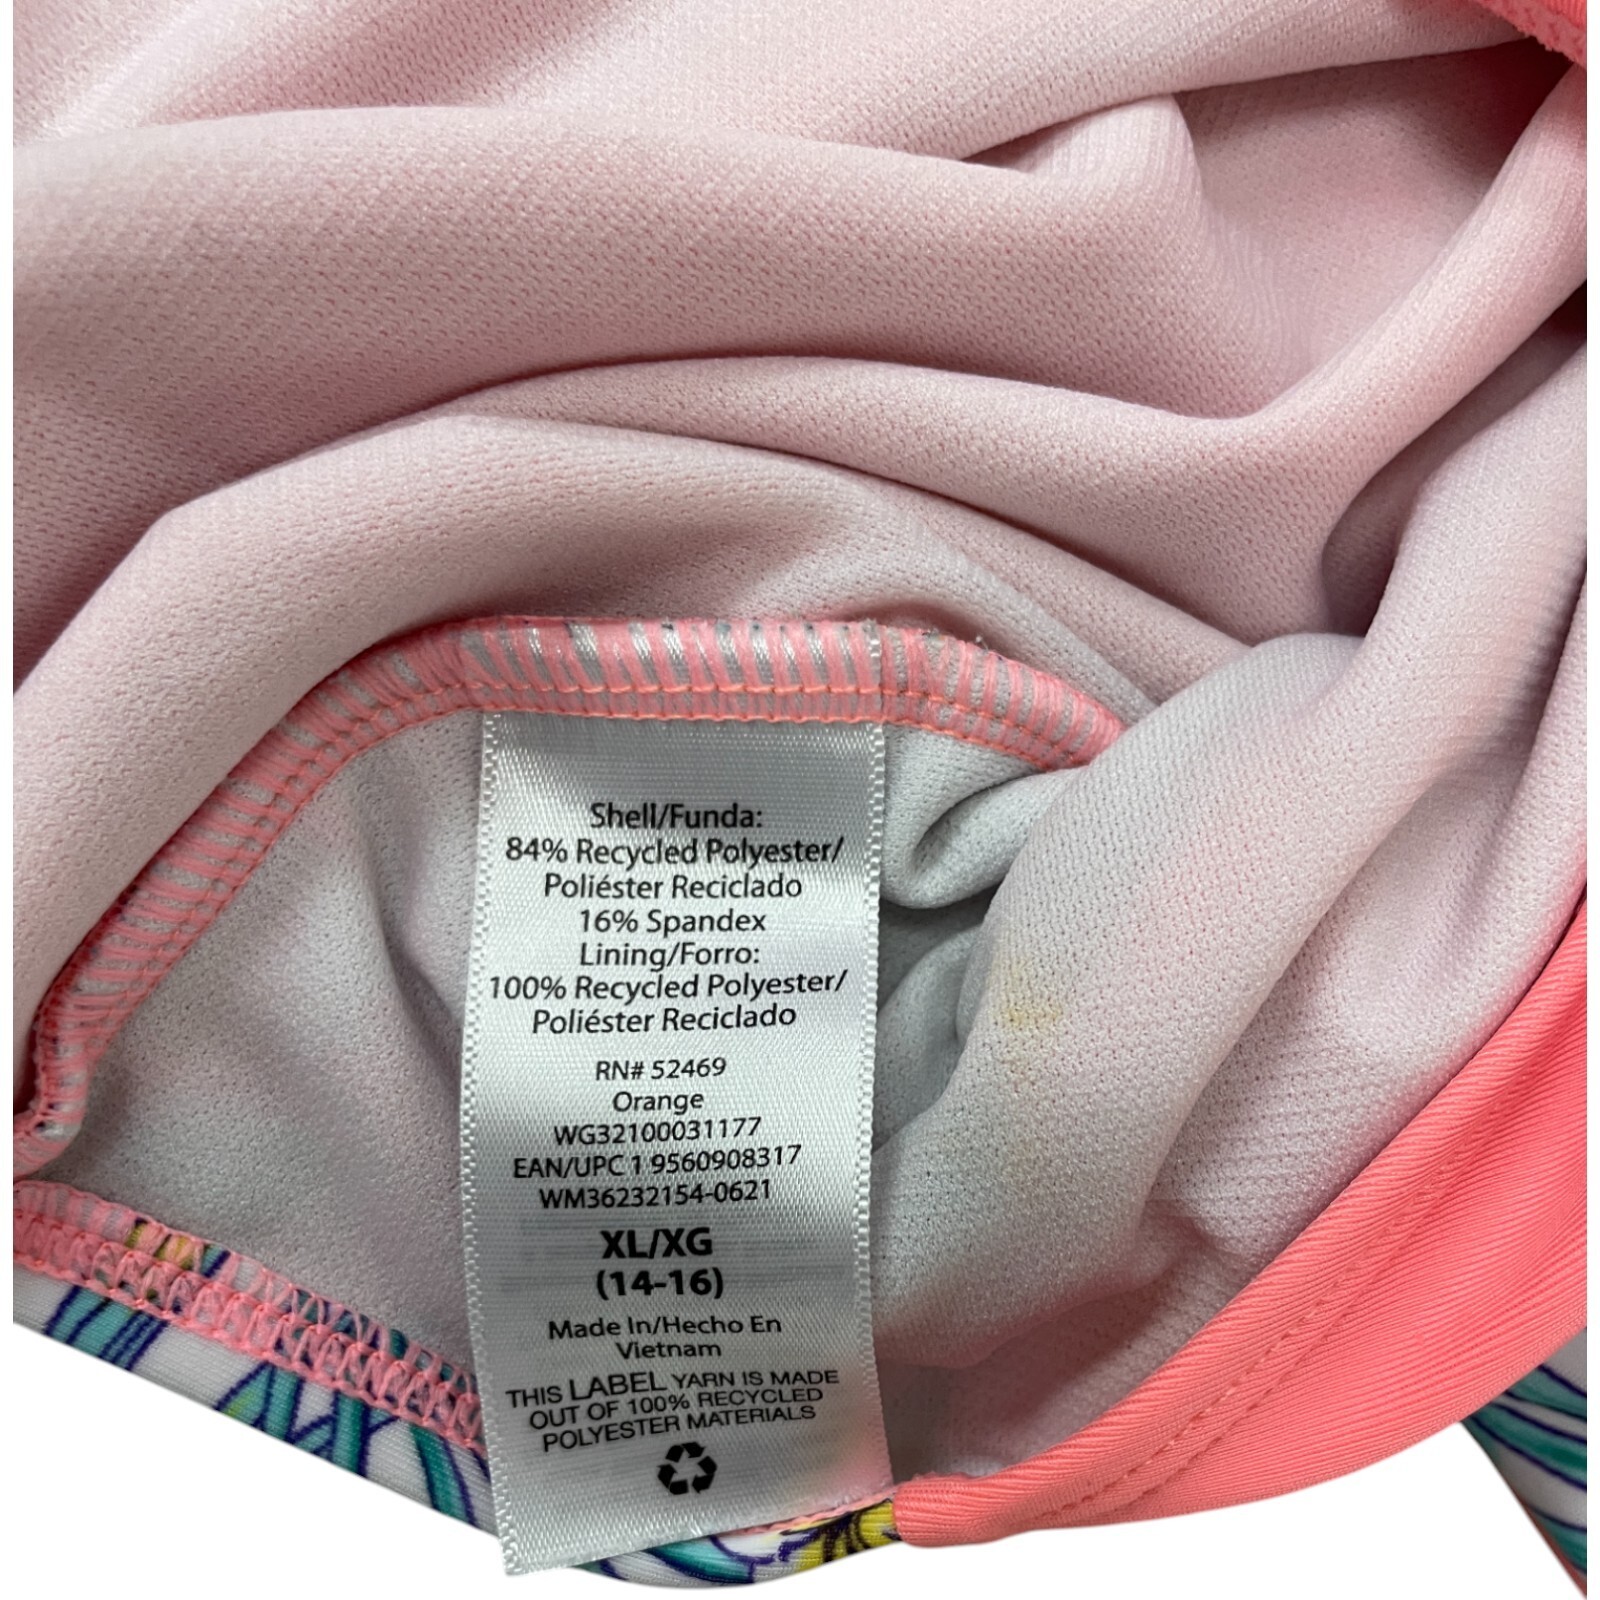 Shell/Funda:
84% Recycled Polyester/
Poliéster Reciclado
16% Spandex
Lining/Forro:
100% Recycled Polyester/
Poliéster Reciclado
RN# 52469
Orange
WG32100031177
EAN/UPC 1 9560908317
WM36232154-0621
XL/XG
(14-16)
Made In/Hecho En
Vietnam
THIS LABEL YARN IS MADE
OUT OF 100% RECYCLED
POLYESTER MATERIALS